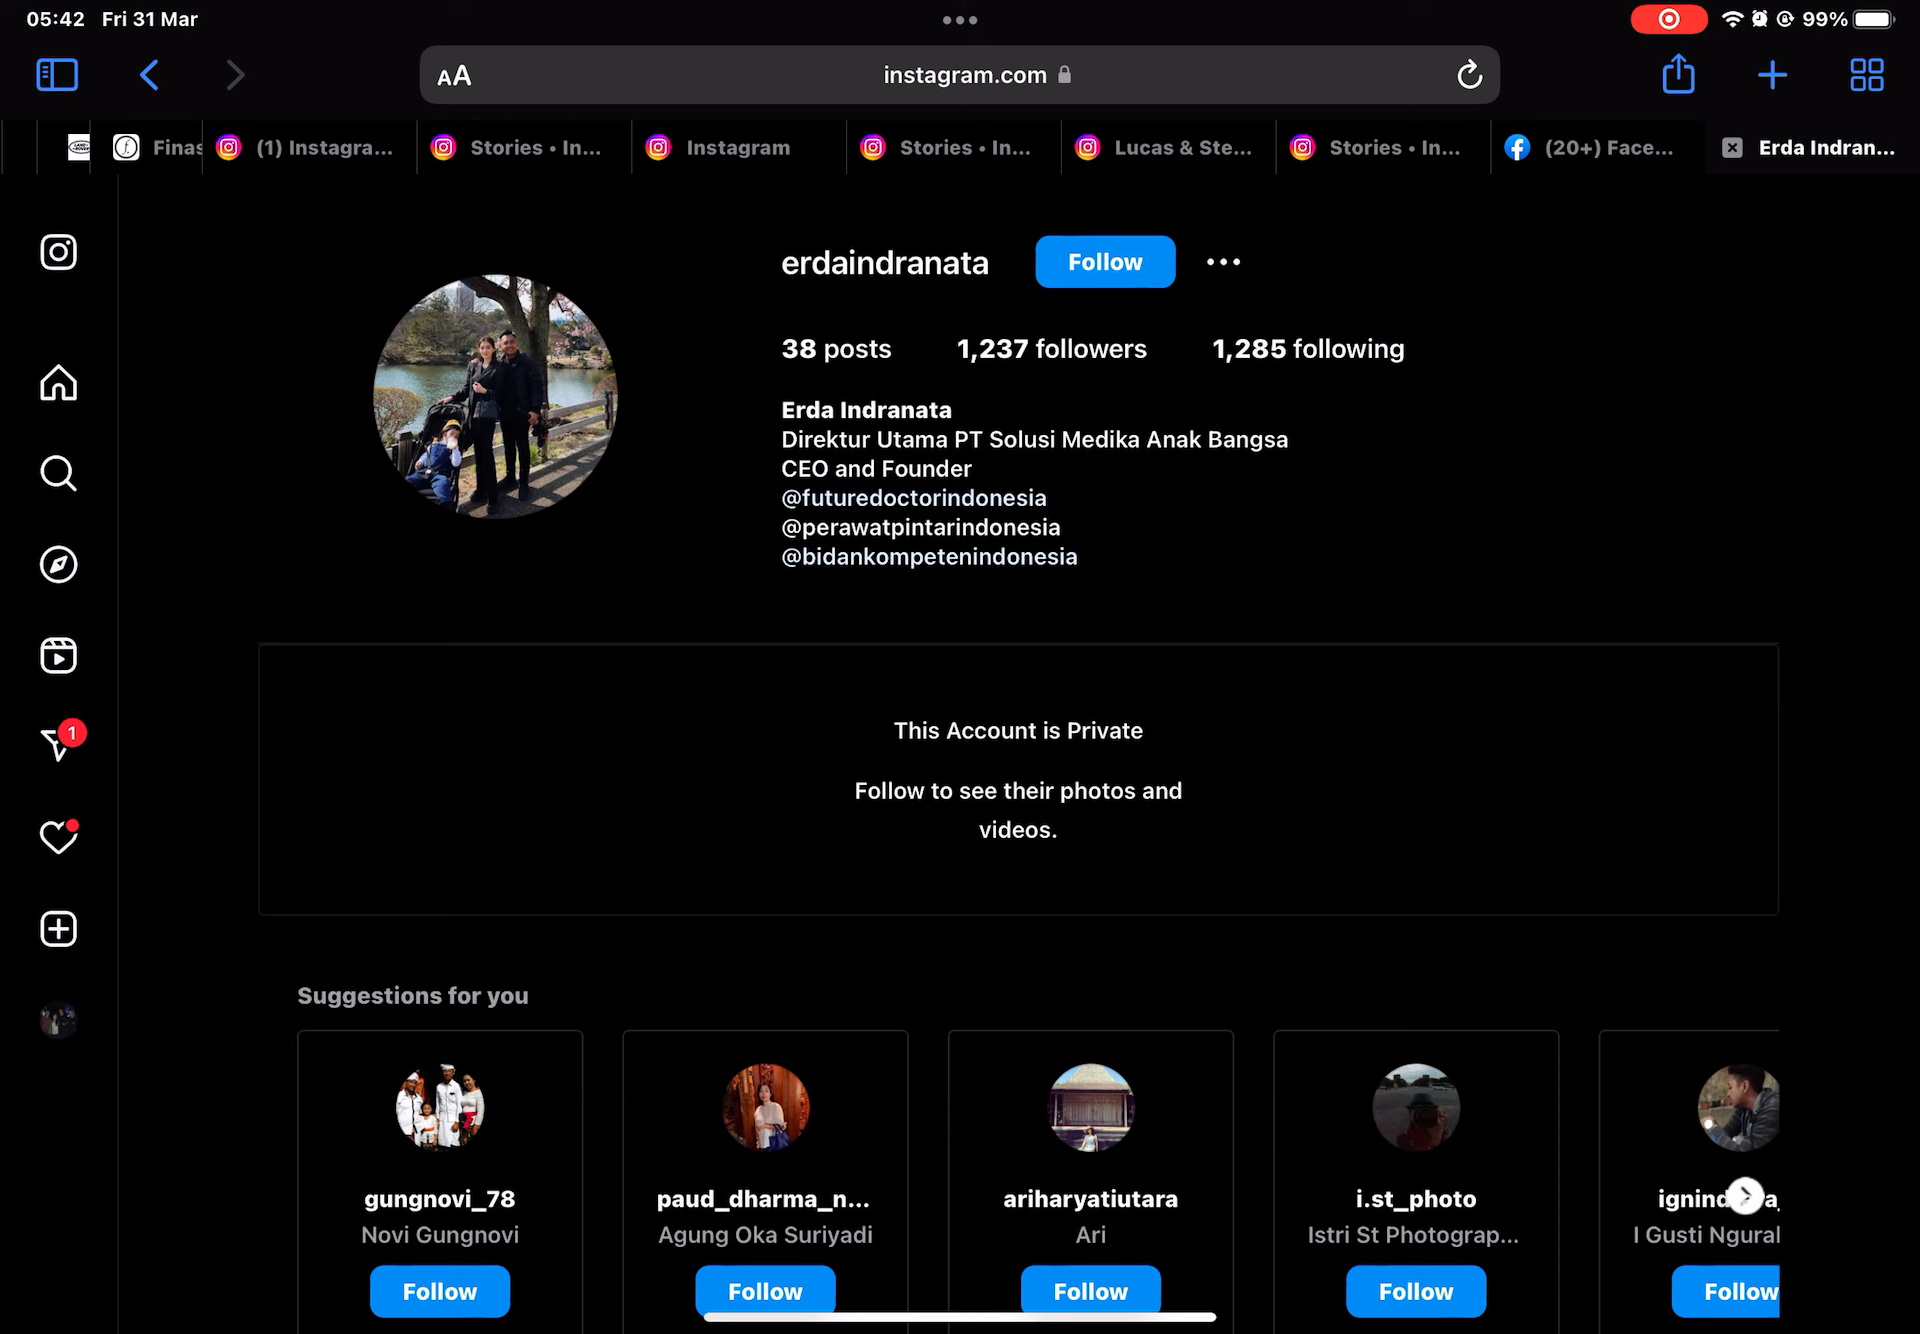 05:42 Fri 31 Mar
99%
AA
instagram.com
LAND ROVER
Finas
(1) Instagra...
Stories • In...
Instagram
Stories • In...
Lucas & Ste...
Stories • In...
(20+) Face...
Erda Indran...
erdaindranata
Follow
38 posts
1,237 followers
1,285 following
Erda Indranata
Direktur Utama PT Solusi Medika Anak Bangsa
CEO and Founder
@futuredoctorindonesia
@perawatpintarindonesia
@bidankompetenindonesia
This Account is Private
Follow to see their photos and
videos.
1
Suggestions for you
gungnovi_78
Novi Gungnovi
Follow
paud_dharma_n...
Agung Oka Suriyadi
Follow
ariharyatiutara
Ari
Follow
i.st_photo
Istri St Photograp...
Follow
I Gusti Ngural
Follow